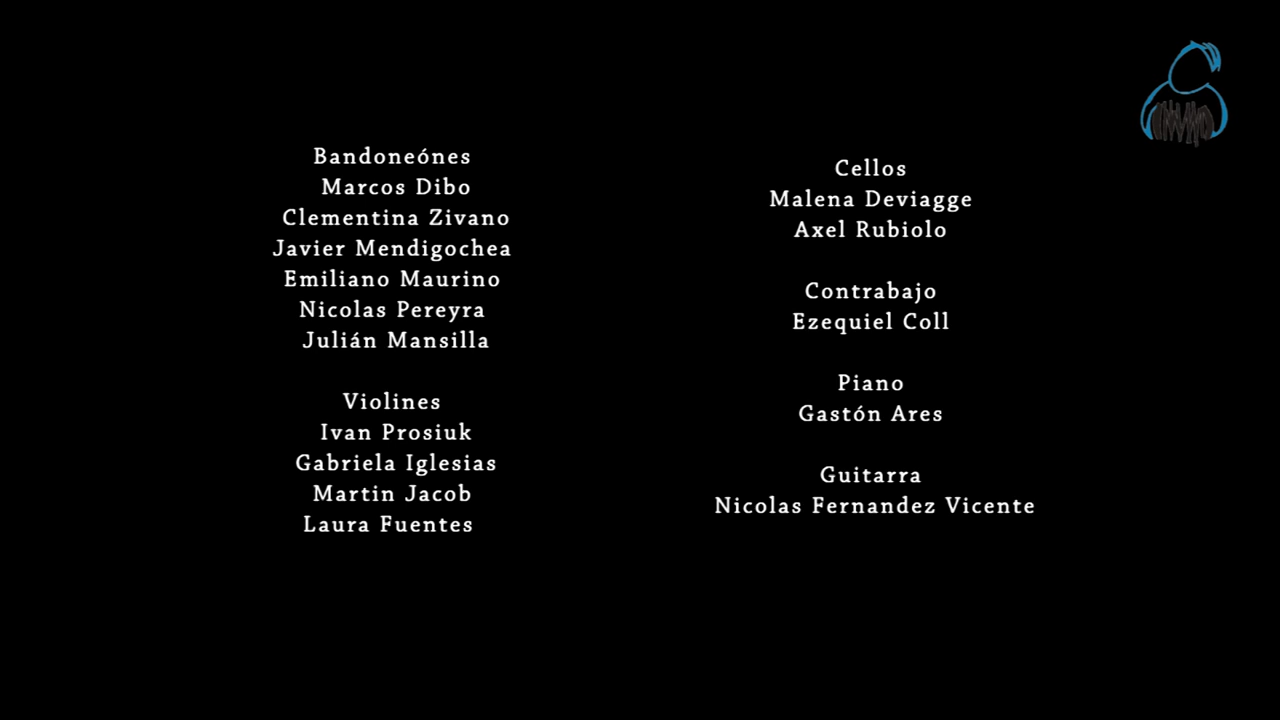 Bandoneónes
Marcos Dibo
Clementina Zivano
Javier Mendigochea
Emiliano Maurino
Nicolas Pereyra
Julián Mansilla
Violines
Ivan Prosiuk
Gabriela Iglesias
Martin Jacob
Laura Fuentes
Cellos
Malena Deviagge
Axel Rubiolo
Contrabajo
Ezequiel Coll
Piano
Gastón Ares
Guitarra
Nicolas Fernandez Vicente